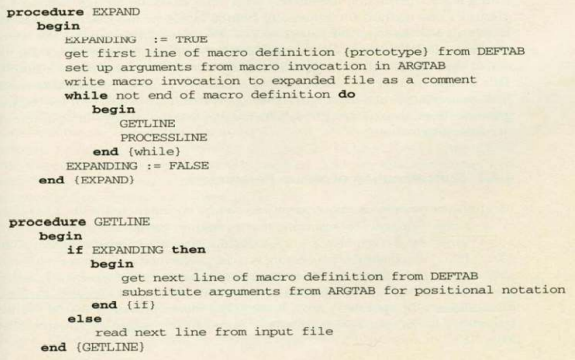 procedure EXPAND
begin
EXPANDING := TRUE
get first line of macro definition {prototype} from DEFTAB
set up arguments from macro invocation in ARGTAB
write macro invocation to expanded file as a comment
while not end of macro definition do
begin
GETLINE
PROCESSLINE
end {while}
EXPANDING := FALSE
end {EXPAND}
procedure GETLINE
begin
if EXPANDING then
begin
get next line of macro definition from DEFTAB
substitute arguments from ARGTAB for positional notation
end {if}
else
read next line from input file
end {GETLINE}